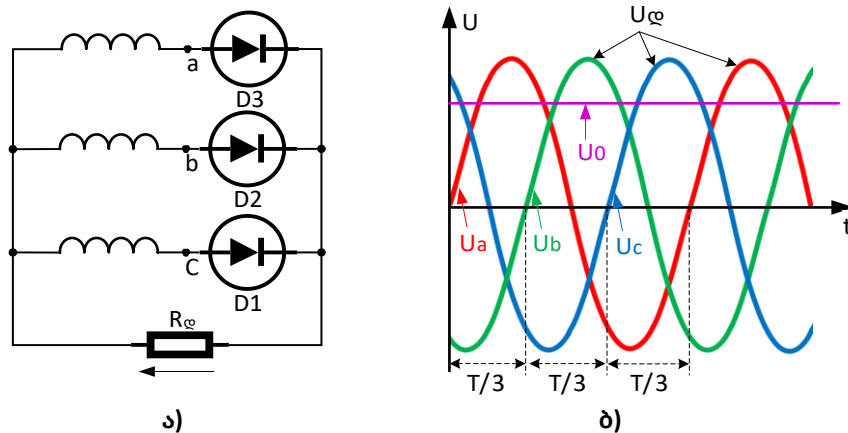 a
D3
b
D2
C
D1
Rდ
ა)
U
Uდ
U0
Ua
Ub
Uc
t
T/3
T/3
T/3
ბ)